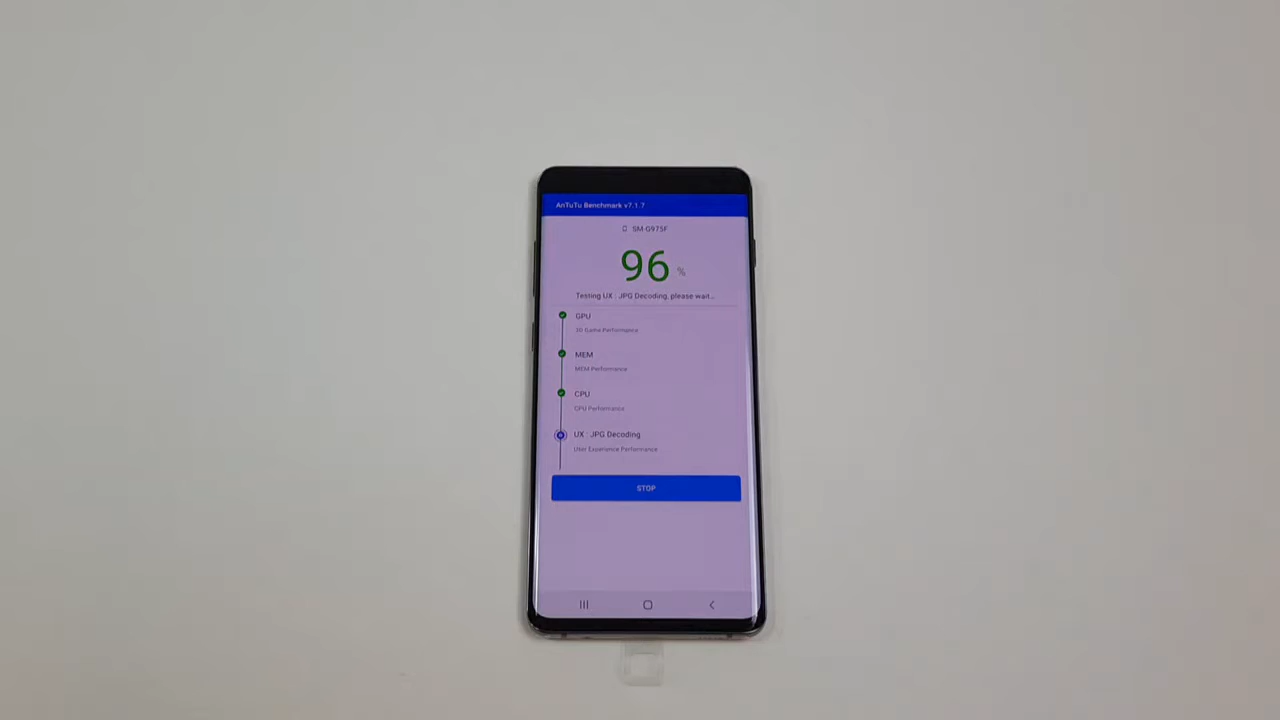 AnTuTu Benchmark v7.1.7
SM-G975F
96 %
Testing UX : JPG Decoding, please wait...
GPU
3D Game Performance
MEM
MEM Performance
CPU
CPU Performance
UX : JPG Decoding
User Experience Performance
STOP